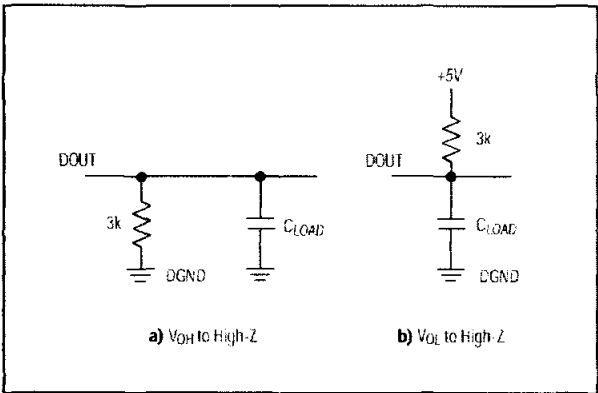 +5V
3k
DOUT
DOUT
3k
CLOAD
CLOAD
DGND
DGND
a) VOH to High-Z
b) VOL to High-Z